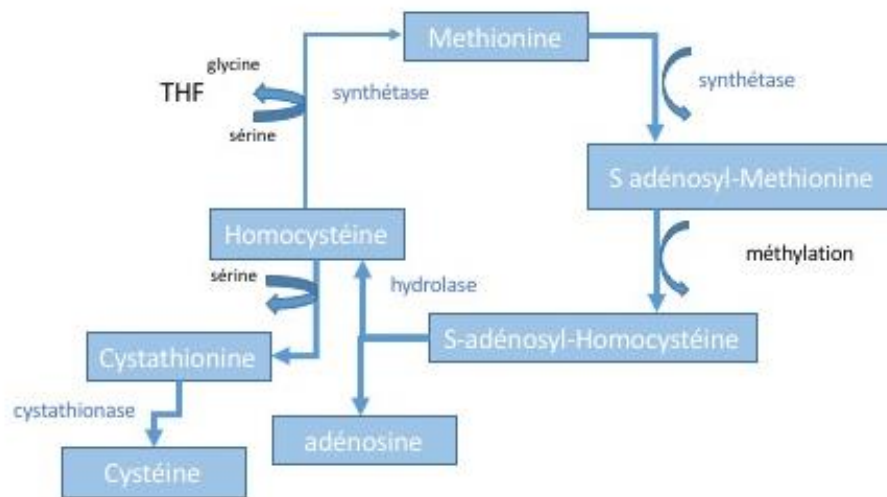 Methionine
glycine
THF
synthétase
synthétase
sérine
S adénosyl-Methionine
Homocystéine
méthylation
sérine
hydrolase
S-adénosyl-Homocystéine
Cystathionine
cystathionase
adénosine
Cystéine